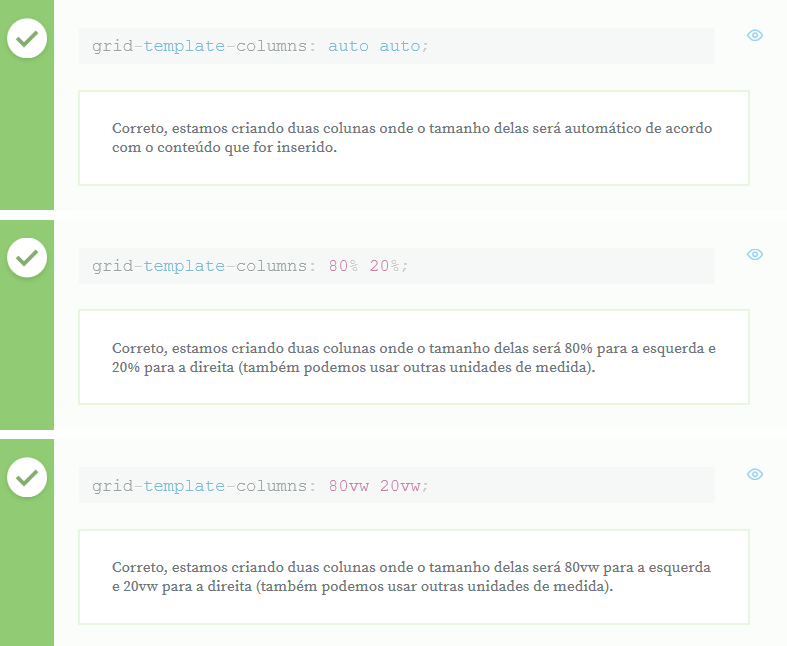 grid-template-columns: auto auto;
Correto, estamos criando duas colunas onde o tamanho delas será automático de acordo
com o conteúdo que for inserido.
grid-template-columns: 80% 20%;
Correto, estamos criando duas colunas onde o tamanho delas será 80% para a esquerda e
20% para a direita (também podemos usar outras unidades de medida).
grid-template-columns: 80vw 20vw;
Correto, estamos criando duas colunas onde o tamanho delas será 80vw para a esquerda
e 20vw para a direita (também podemos usar outras unidades de medida).